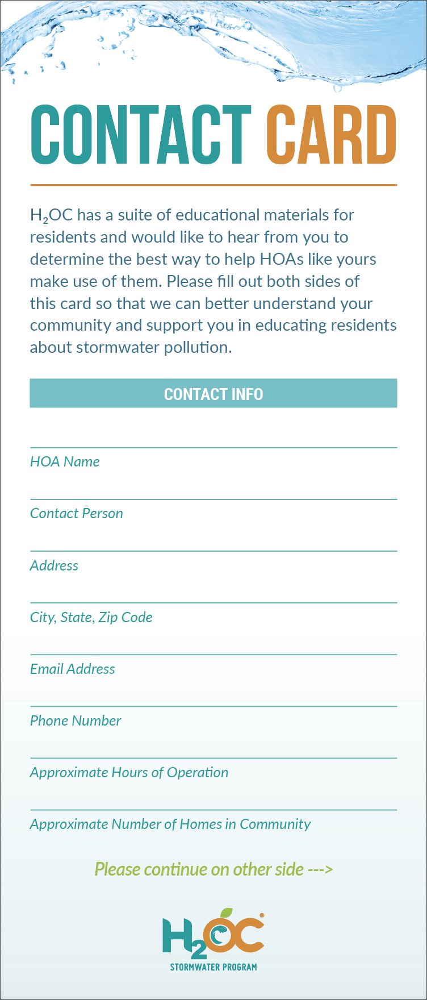 CONTACT CARD
H₂OC has a suite of educational materials for
residents and would like to hear from you to
determine the best way to help HOAs like yours
make use of them. Please fill out both sides of
this card so that we can better understand your
community and support you in educating residents
about stormwater pollution.
CONTACT INFO
HOA Name
Contact Person
Address
City, State, Zip Code
Email Address
Phone Number
Approximate Hours of Operation
Approximate Number of Homes in Community
Please continue on other side --->
H2OC®
STORMWATER PROGRAM